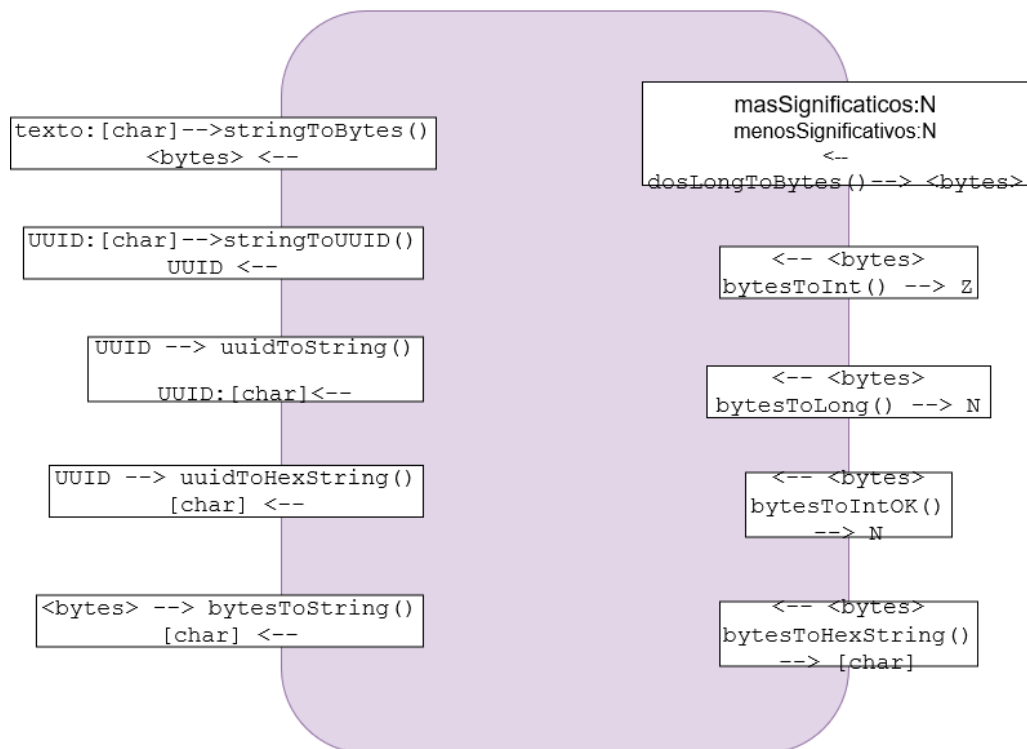 texto:[char]-->stringToBytes()
<bytes> <--
UUID:[char]-->stringToUUID()
UUID <--
UUID --> uuidToString()
UUID:[char]<--
UUID --> uuidToHexString()
[char] <--
<bytes> --> bytesToString()
[char] <--
masSignificaticos:N
menosSignificativos:N
<--
dosLongToBytes()--> <bytes>
<-- <bytes>
bytesToInt() --> Z
<-- <bytes>
bytesToLong() --> N
<-- <bytes>
bytesToIntOK()
--> N
<-- <bytes>
bytesToHexString()
--> [char]